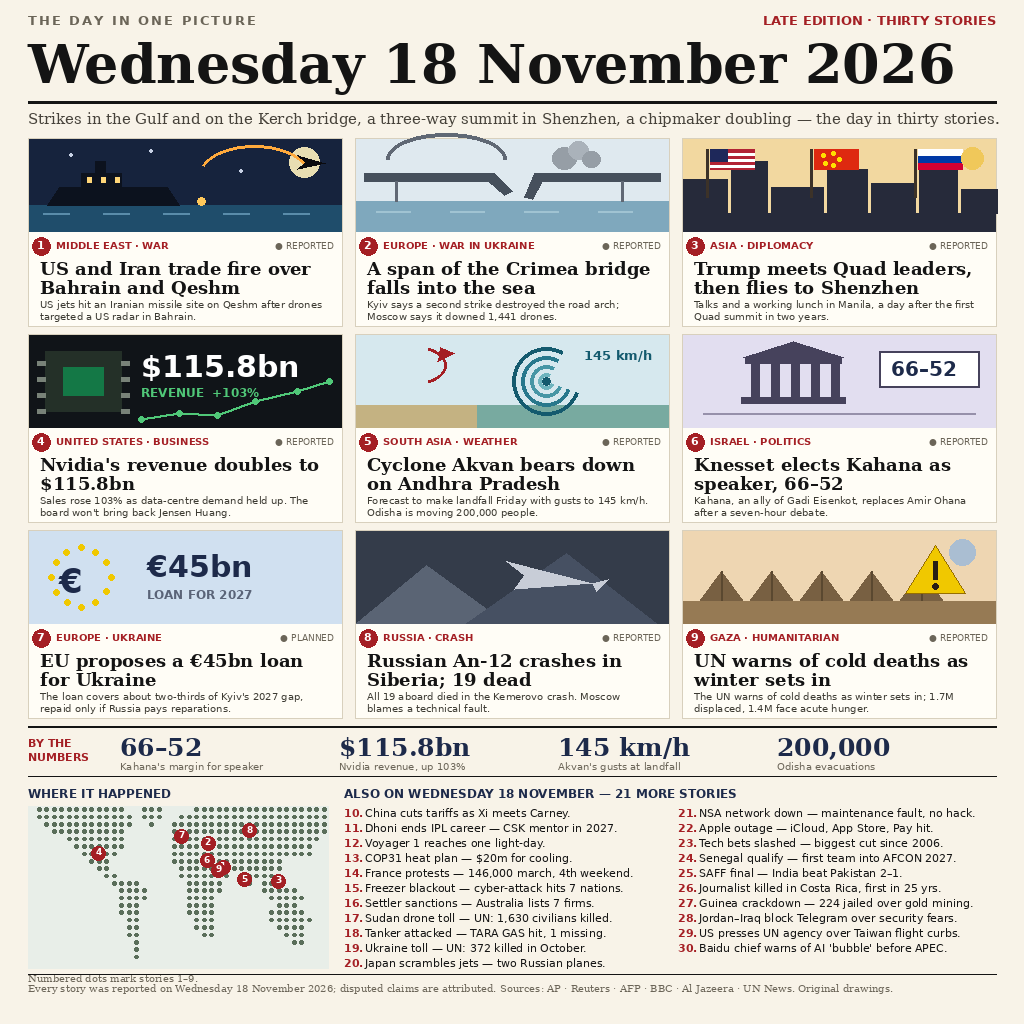 THE DAY IN ONE PICTURE
LATE EDITION · THIRTY STORIES
Wednesday 18 November 2026
Strikes in the Gulf and on the Kerch bridge, a three-way summit in Shenzhen, a chipmaker doubling — the day in thirty stories.
1 MIDDLE EAST · WAR ● REPORTED
US and Iran trade fire over
Bahrain and Qeshm
US jets hit an Iranian missile site on Qeshm after drones
targeted a US radar in Bahrain.
2 EUROPE · WAR IN UKRAINE ● REPORTED
A span of the Crimea bridge
falls into the sea
Kyiv says a second strike destroyed the road arch;
Moscow says it downed 1,441 drones.
3 ASIA · DIPLOMACY ● REPORTED
Trump meets Quad leaders,
then flies to Shenzhen
Talks and a working lunch in Manila, a day after the first
Quad summit in two years.
$115.8bn
REVENUE +103%
4 UNITED STATES · BUSINESS ● REPORTED
Nvidia's revenue doubles to
$115.8bn
Sales rose 103% as data-centre demand held up. The
board won't bring back Jensen Huang.
145 km/h
5 SOUTH ASIA · WEATHER ● REPORTED
Cyclone Akvan bears down
on Andhra Pradesh
Forecast to make landfall Friday with gusts to 145 km/h.
Odisha is moving 200,000 people.
66–52
6 ISRAEL · POLITICS ● REPORTED
Knesset elects Kahana as
speaker, 66–52
Kahana, an ally of Gadi Eisenkot, replaces Amir Ohana
after a seven-hour debate.
€
€45bn
LOAN FOR 2027
7 EUROPE · UKRAINE ● PLANNED
EU proposes a €45bn loan
for Ukraine
The loan covers about two-thirds of Kyiv's 2027 gap,
repaid only if Russia pays reparations.
8 RUSSIA · CRASH ● REPORTED
Russian An-12 crashes in
Siberia; 19 dead
All 19 aboard died in the Kemerovo crash. Moscow
blames a technical fault.
!
9 GAZA · HUMANITARIAN ● REPORTED
UN warns of cold deaths as
winter sets in
The UN warns of cold deaths as winter sets in; 1.7M
displaced, 1.4M face acute hunger.
BY THE
NUMBERS
66–52
Kahana's margin for speaker
$115.8bn
Nvidia revenue, up 103%
145 km/h
Akvan's gusts at landfall
200,000
Odisha evacuations
WHERE IT HAPPENED
7
8
2
4
6
9
5
3
Numbered dots mark stories 1–9.
ALSO ON WEDNESDAY 18 NOVEMBER — 21 MORE STORIES
10. China cuts tariffs as Xi meets Carney.
11. Dhoni ends IPL career — CSK mentor in 2027.
12. Voyager 1 reaches one light-day.
13. COP31 heat plan — $20m for cooling.
14. France protests — 146,000 march, 4th weekend.
15. Freezer blackout — cyber-attack hits 7 nations.
16. Settler sanctions — Australia lists 7 firms.
17. Sudan drone toll — UN: 1,630 civilians killed.
18. Tanker attacked — TARA GAS hit, 1 missing.
19. Ukraine toll — UN: 372 killed in October.
20. Japan scrambles jets — two Russian planes.
21. NSA network down — maintenance fault, no hack.
22. Apple outage — iCloud, App Store, Pay hit.
23. Tech bets slashed — biggest cut since 2006.
24. Senegal qualify — first team into AFCON 2027.
25. SAFF final — India beat Pakistan 2–1.
26. Journalist killed in Costa Rica, first in 25 yrs.
27. Guinea crackdown — 224 jailed over gold mining.
28. Jordan–Iraq block Telegram over security fears.
29. US presses UN agency over Taiwan flight curbs.
30. Baidu chief warns of AI 'bubble' before APEC.
Every story was reported on Wednesday 18 November 2026; disputed claims are attributed. Sources: AP · Reuters · AFP · BBC · Al Jazeera · UN News. Original drawings.